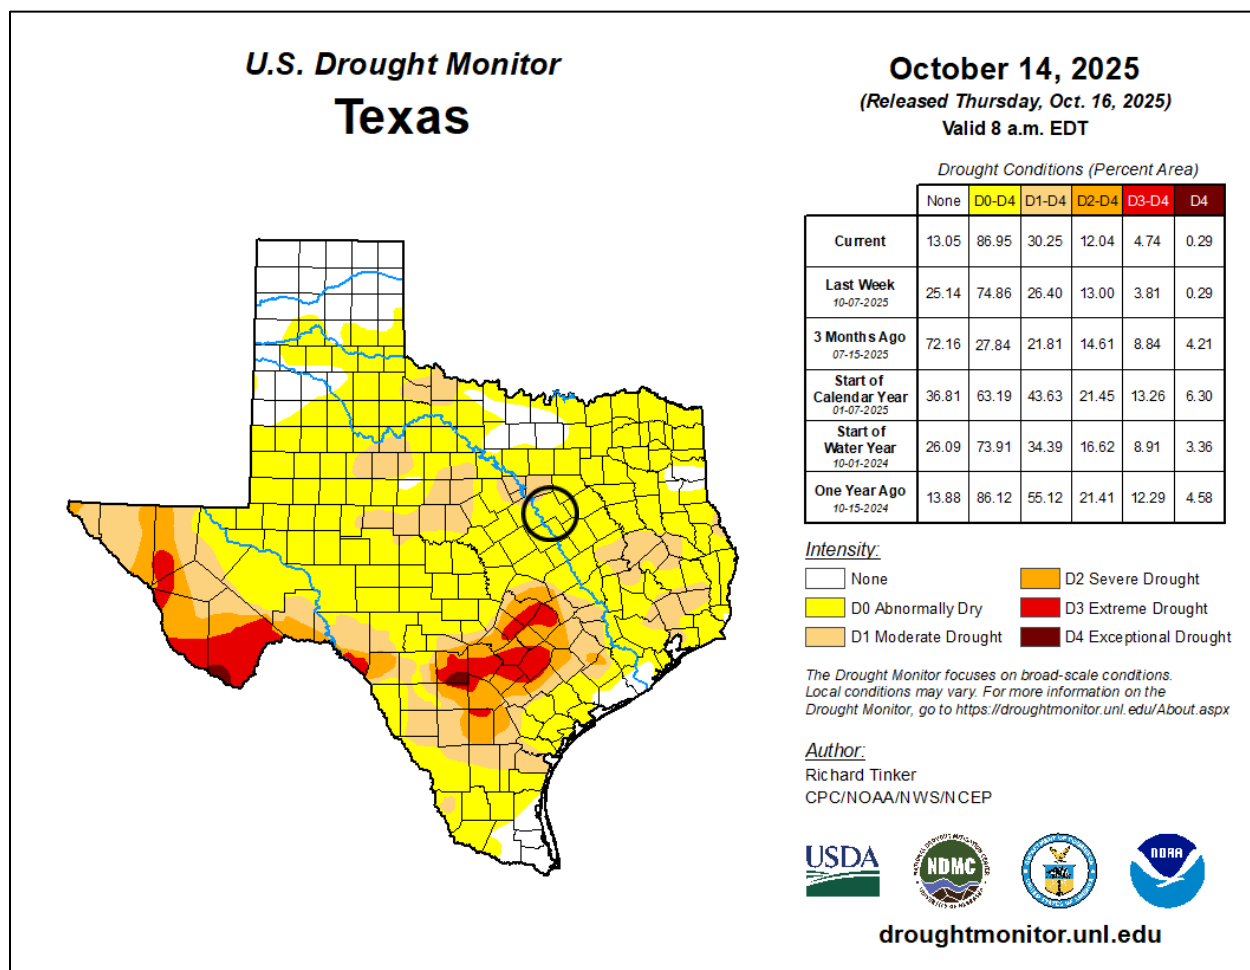 U.S. Drought Monitor
Texas
October 14, 2025
(Released Thursday, Oct. 16, 2025)
Valid 8 a.m. EDT
Drought Conditions (Percent Area)
None D0-D4 D1-D4 D2-D4 D3-D4 D4
Current 13.05 86.95 30.25 12.04 4.74 0.29
Last Week
10-07-2025
25.14 74.86 26.40 13.00 3.81 0.29
3 Months Ago
07-15-2025
72.16 27.84 21.81 14.61 8.84 4.21
Start of
Calendar Year
01-07-2025
36.81 63.19 43.63 21.45 13.26 6.30
Start of
Water Year
10-01-2024
26.09 73.91 34.39 16.62 8.91 3.36
One Year Ago
10-15-2024
13.88 86.12 55.12 21.41 12.29 4.58
Intensity:
None
D0 Abnormally Dry
D1 Moderate Drought
D2 Severe Drought
D3 Extreme Drought
D4 Exceptional Drought
The Drought Monitor focuses on broad-scale conditions.
Local conditions may vary. For more information on the
Drought Monitor, go to https://droughtmonitor.unl.edu/About.aspx
Author:
Richard Tinker
CPC/NOAA/NWS/NCEP
USDA
NDMC
NOAA
droughtmonitor.unl.edu